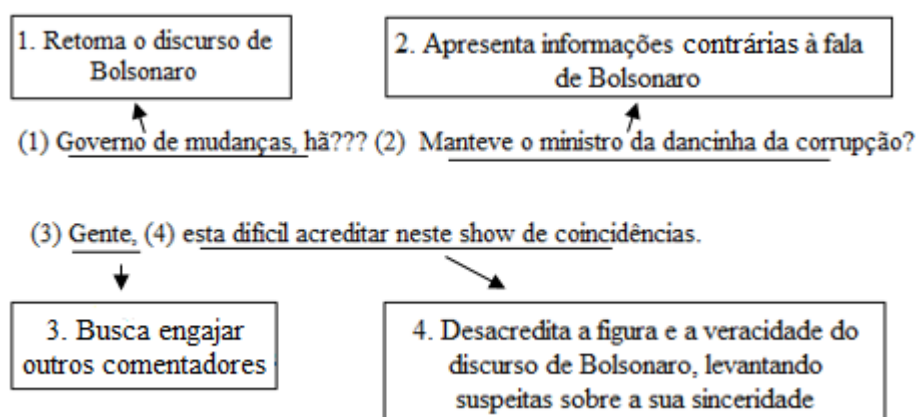 1. Retoma o discurso de
Bolsonaro
2. Apresenta informações contrárias à fala
de Bolsonaro
(1) Governo de mudanças, hã??? (2) Manteve o ministro da dancinha da corrupção?
(3) Gente, (4) esta dificil acreditar neste show de coincidências.
3. Busca engajar
outros comentadores
4. Desacredita a figura e a veracidade do
discurso de Bolsonaro, levantando
suspeitas sobre a sua sinceridade